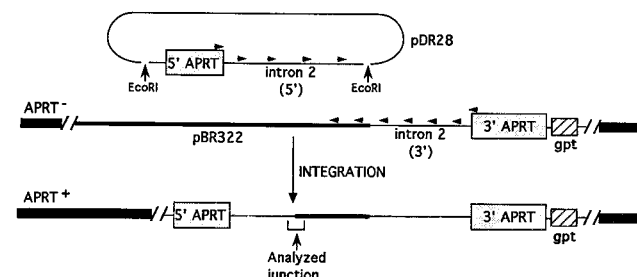 pDR28
5' APRT
EcoRI
intron 2
(5')
EcoRI
APRT-
pBR322
intron 2
(3')
3' APRT
gpt
INTEGRATION
APRT+
5' APRT
3' APRT
gpt
Analyzed
junction